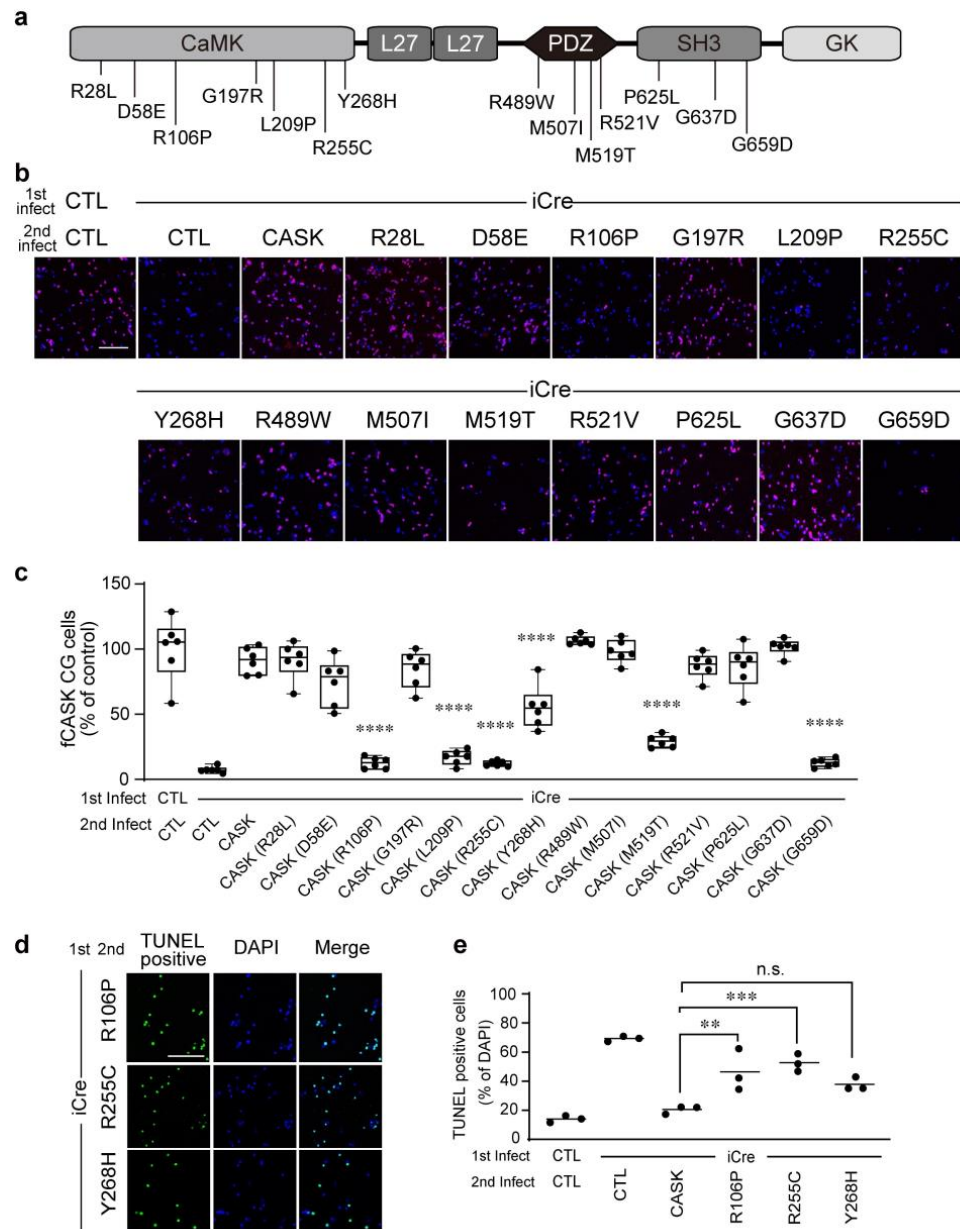 a
CaMK L27 L27 PDZ SH3 GK
R28L D58E R106P G197R L209P R255C Y268H R489W M507I M519T R521V P625L G637D G659D
b
1st infect CTL iCre
2nd infect CTL CTL CASK R28L D58E R106P G197R L209P R255C
iCre
Y268H R489W M507I M519T R521V P625L G637D G659D
c
fCASK CG cells
(% of control)
150
100
50
0
**** **** **** **** **** ****
1st Infect CTL iCre
2nd Infect CTL CTL CASK CASK (R28L) CASK (D58E) CASK (R106P) CASK (G197R) CASK (L209P) CASK (R255C) CASK (Y268H) CASK (R489W) CASK (M507I) CASK (M519T) CASK (R521V) CASK (P625L) CASK (G637D) CASK (G659D)
d
1st 2nd TUNEL positive DAPI Merge
iCre
R106P
R255C
Y268H
e
TUNEL positive cells
(% of DAPI)
100
80
60
40
20
0
n.s.
***
**
1st Infect CTL iCre
2nd Infect CTL CTL CASK R106P R255C Y268H